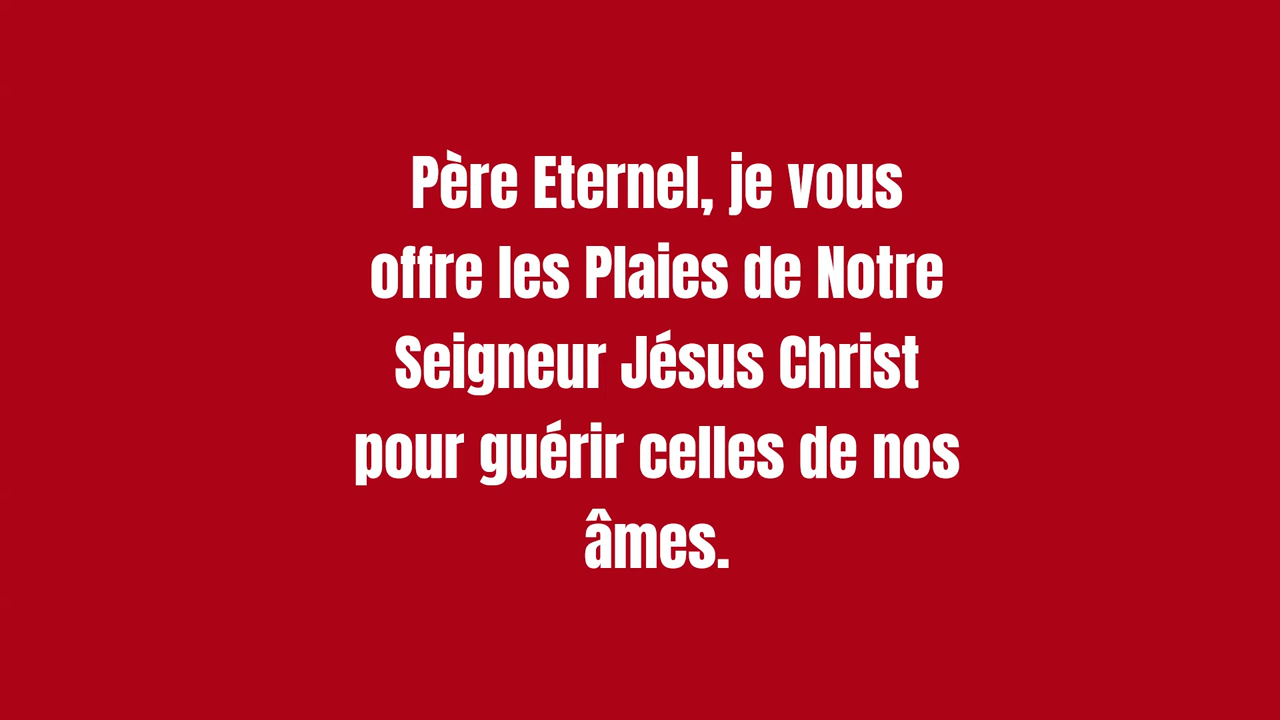 Père Eternel, je vous
offre les Plaies de Notre
Seigneur Jésus Christ
pour guérir celles de nos
âmes.